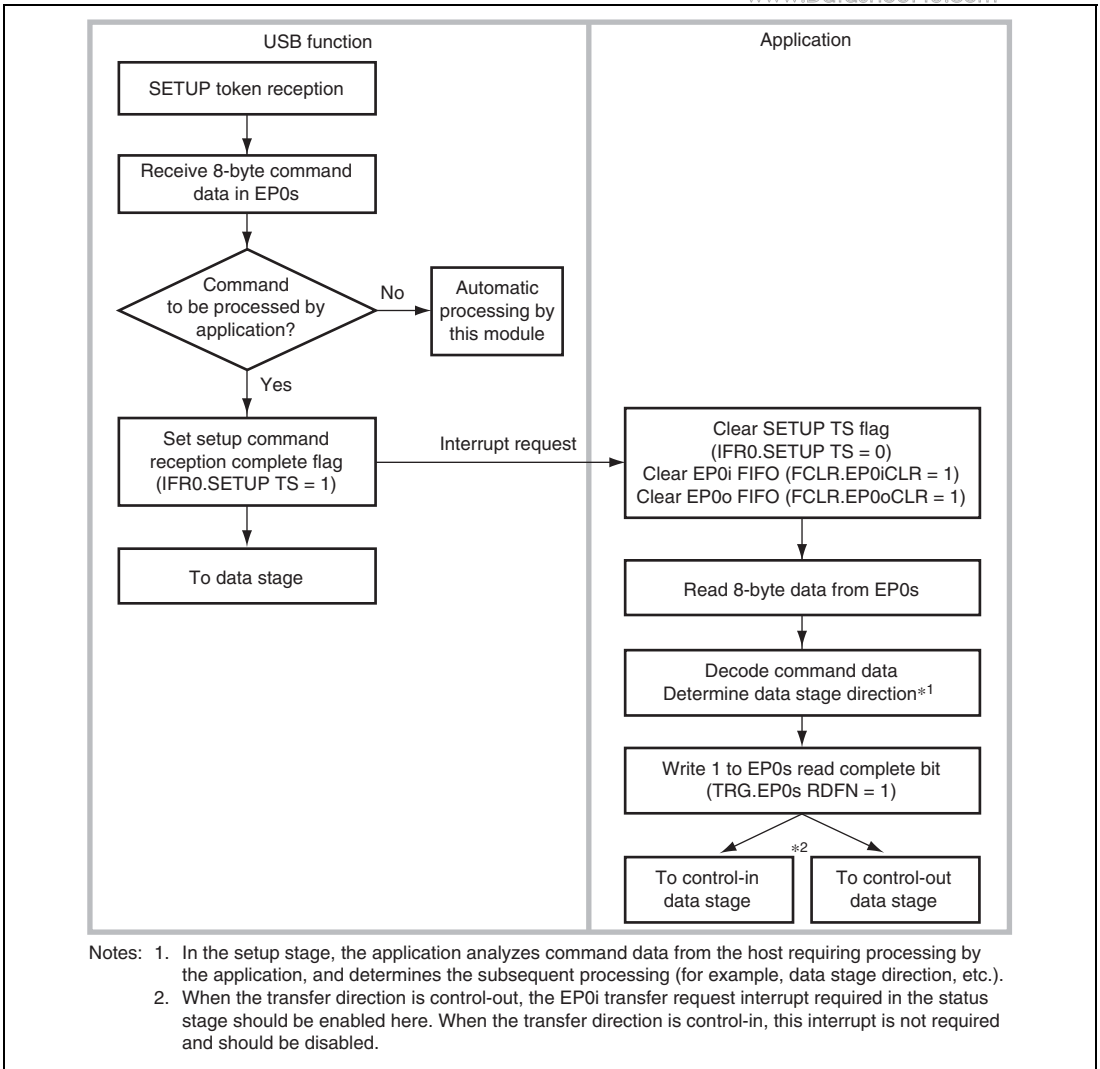 USB function
Application
SETUP token reception
Receive 8-byte command
data in EP0s
Command
to be processed by
application?
No
Automatic
processing by
this module
Yes
Set setup command
reception complete flag
(IFR0.SETUP TS = 1)
Interrupt request
Clear SETUP TS flag
(IFR0.SETUP TS = 0)
Clear EP0i FIFO (FCLR.EP0iCLR = 1)
Clear EP0o FIFO (FCLR.EP0oCLR = 1)
To data stage
Read 8-byte data from EP0s
Decode command data
Determine data stage direction*1
Write 1 to EP0s read complete bit
(TRG.EP0s RDFN = 1)
*2
To control-in
data stage
To control-out
data stage
Notes: 1. In the setup stage, the application analyzes command data from the host requiring processing by
the application, and determines the subsequent processing (for example, data stage direction, etc.).
2. When the transfer direction is control-out, the EP0i transfer request interrupt required in the status
stage should be enabled here. When the transfer direction is control-in, this interrupt is not required
and should be disabled.